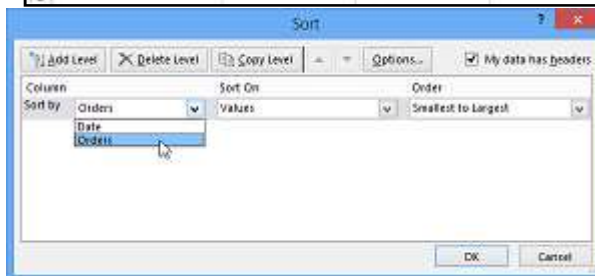 Sort ?
Add Level Delete Level Copy Level Options... My data has headers
Column Sort On Order
Sort by Orders Values Smallest to Largest
Date
Orders
OK Cancel